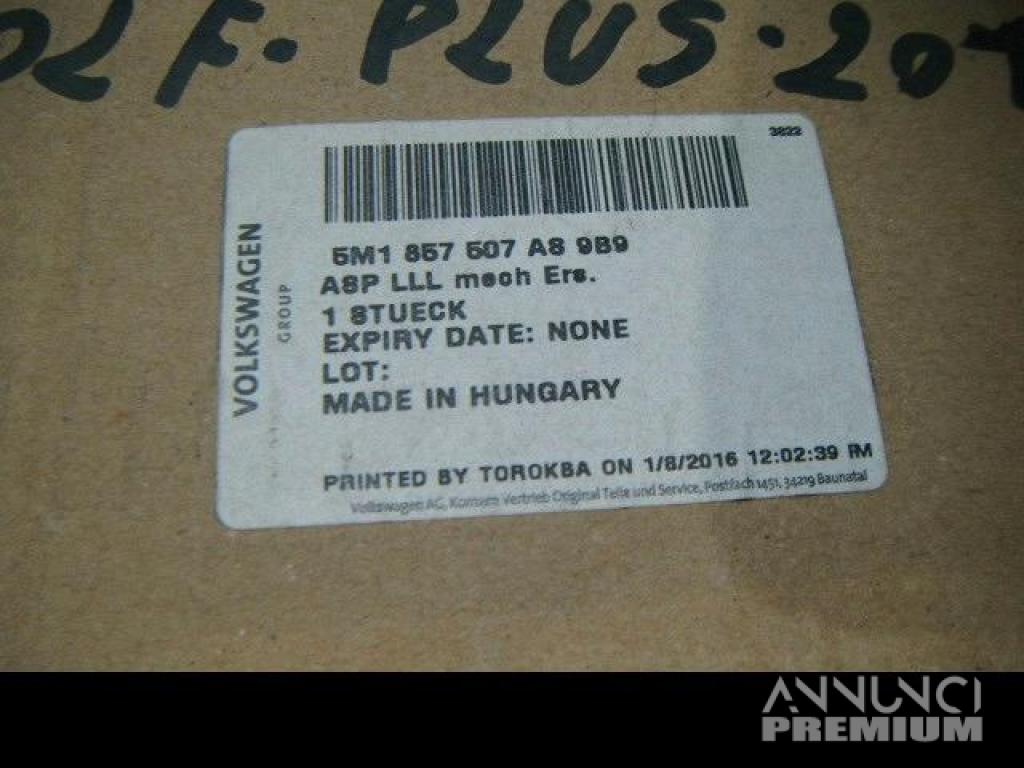 OLF. PLUS.20
3822
VOLKSWAGEN
GROUP
5M1 857 507 A8 9B9
ASP LLL mech Ers.
1 STUECK
EXPIRY DATE: NONE
LOT:
MADE IN HUNGARY
PRINTED BY TOROKBA ON 1/8/2016 12:02:39 PM
Volkswagen AG, Konzern Vertrieb Original Teile und Service, Postfach 1451, 34219 Baunatal
ANNUNCI
PREMIUM